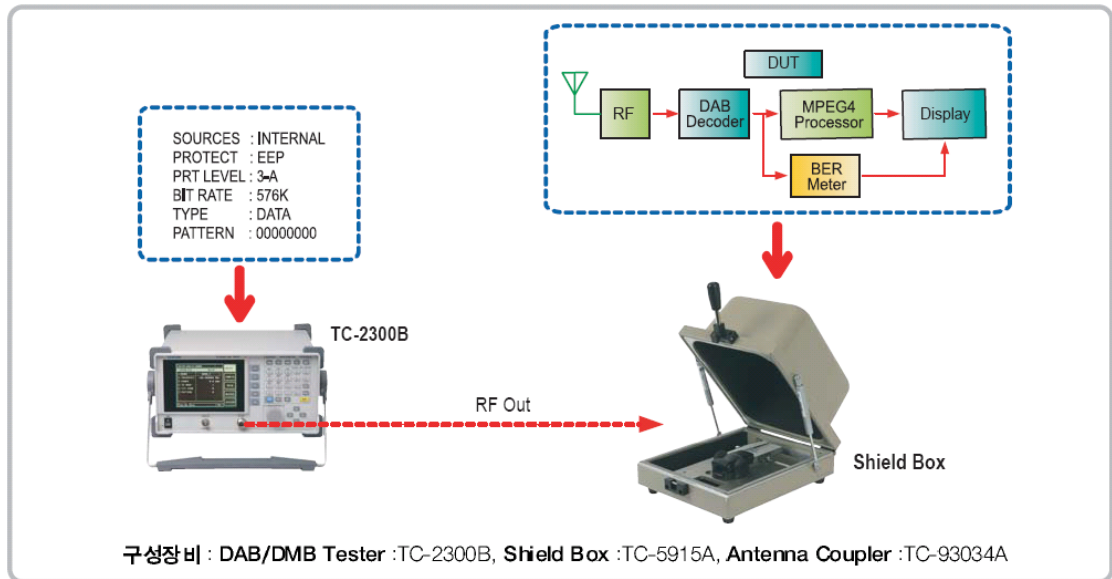 SOURCES : INTERNAL
PROTECT : EEP
PRT LEVEL : 3-A
BIT RATE : 576K
TYPE : DATA
PATTERN : 00000000
DUT
RF
DAB
Decoder
MPEG4
Processor
Display
BER
Meter
TC-2300B
RF Out
Shield Box
구성장비 : DAB/DMB Tester :TC-2300B, Shield Box :TC-5915A, Antenna Coupler :TC-93034A